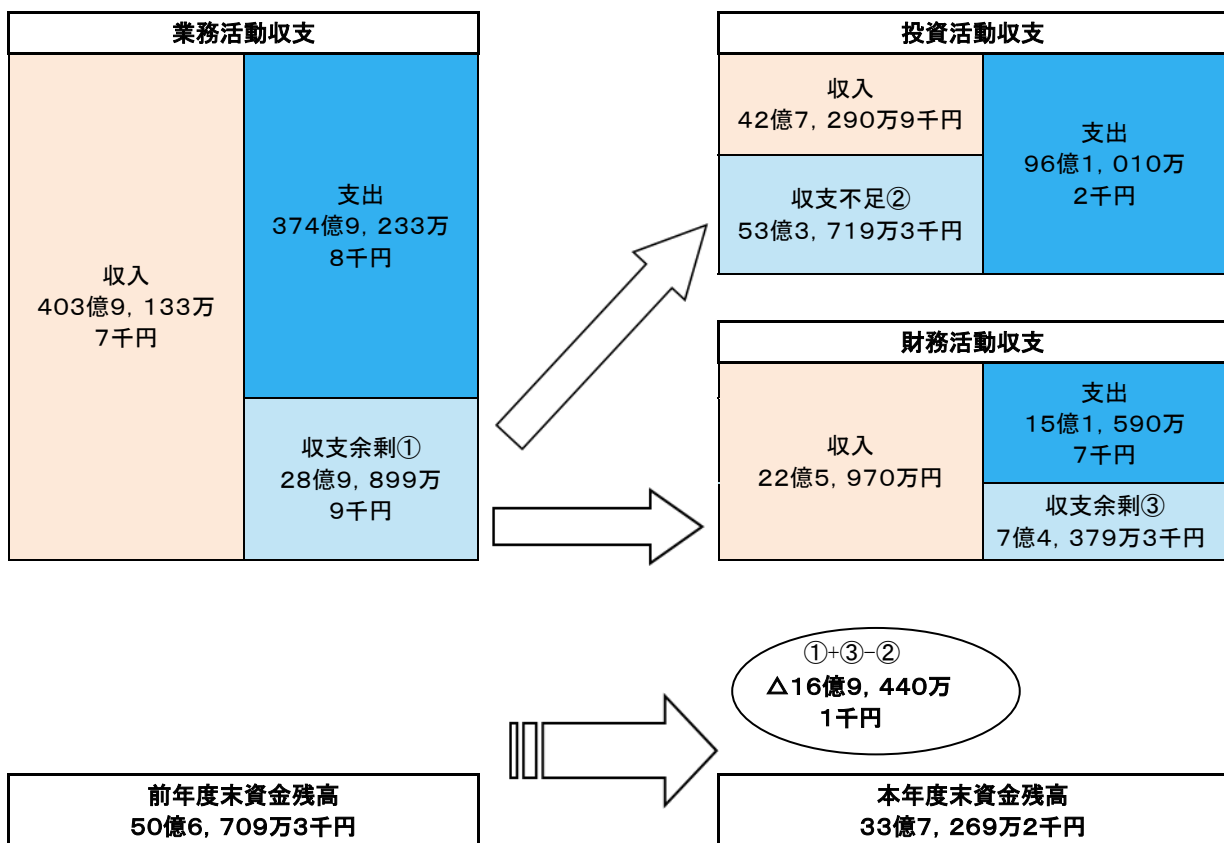 業務活動収支
収入
403億9,133万
7千円
支出
374億9,233万
8千円
収支余剰①
28億9,899万
9千円
投資活動収支
収入
42億7,290万9千円
収支不足②
53億3,719万3千円
支出
96億1,010万
2千円
財務活動収支
収入
22億5,970万円
支出
15億1,590万
7千円
収支余剰③
7億4,379万3千円
①+③-②
△16億9,440万
1千円
前年度末資金残高
50億6,709万3千円
本年度末資金残高
33億7,269万2千円